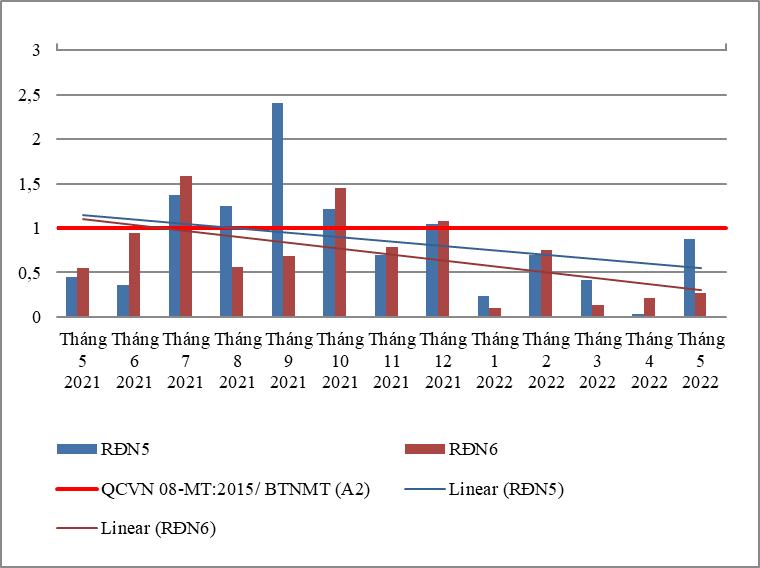 3
2,5
2
1,5
1
0,5
0
Tháng Tháng Tháng Tháng Tháng Tháng Tháng Tháng Tháng Tháng Tháng Tháng Tháng
5 6 7 8 9 10 11 12 1 2 3 4 5
2021 2021 2021 2021 2021 2021 2021 2021 2022 2022 2022 2022 2022
RĐN5 RĐN6
QCVN 08-MT:2015/ BTNMT (A2) Linear (RĐN5)
Linear (RĐN6)